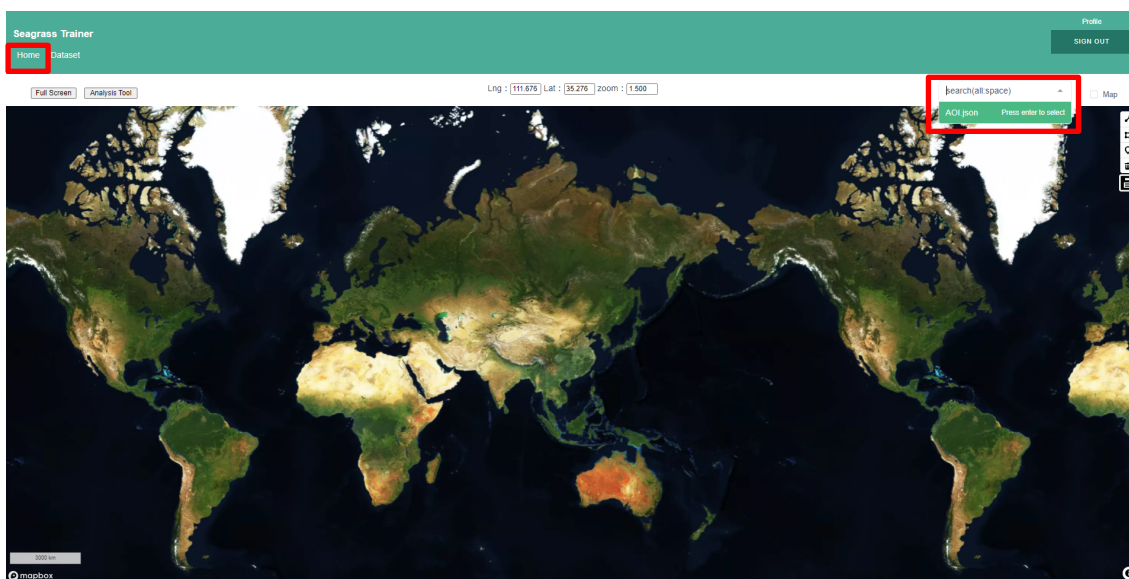 Seagrass Trainer
Profile
SIGN OUT
Home Dataset
Full Screen Analysis Tool Lng : 111.676 Lat : 35.276 zoom : 1.500 search(all:space) Map
AOI.json Press enter to select
3000 km
mapbox